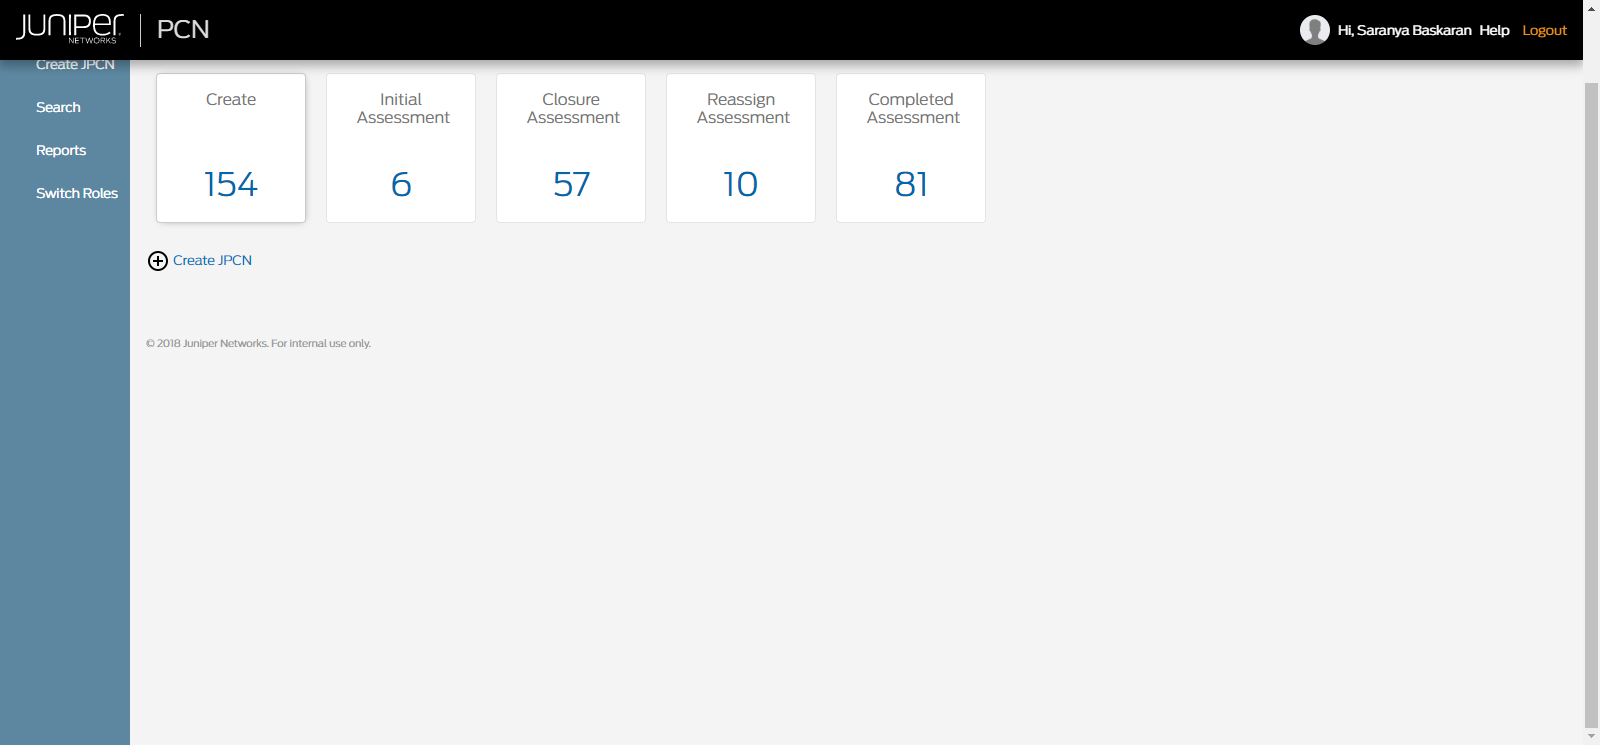 JUNIPER
NETWORKS
PCN
Hi, Saranya Baskaran Help Logout
Create JPCN
Search
Reports
Switch Roles
Create
154
Initial
Assessment
6
Closure
Assessment
57
Reassign
Assessment
10
Completed
Assessment
81
Create JPCN
© 2018 Juniper Networks. For internal use only.